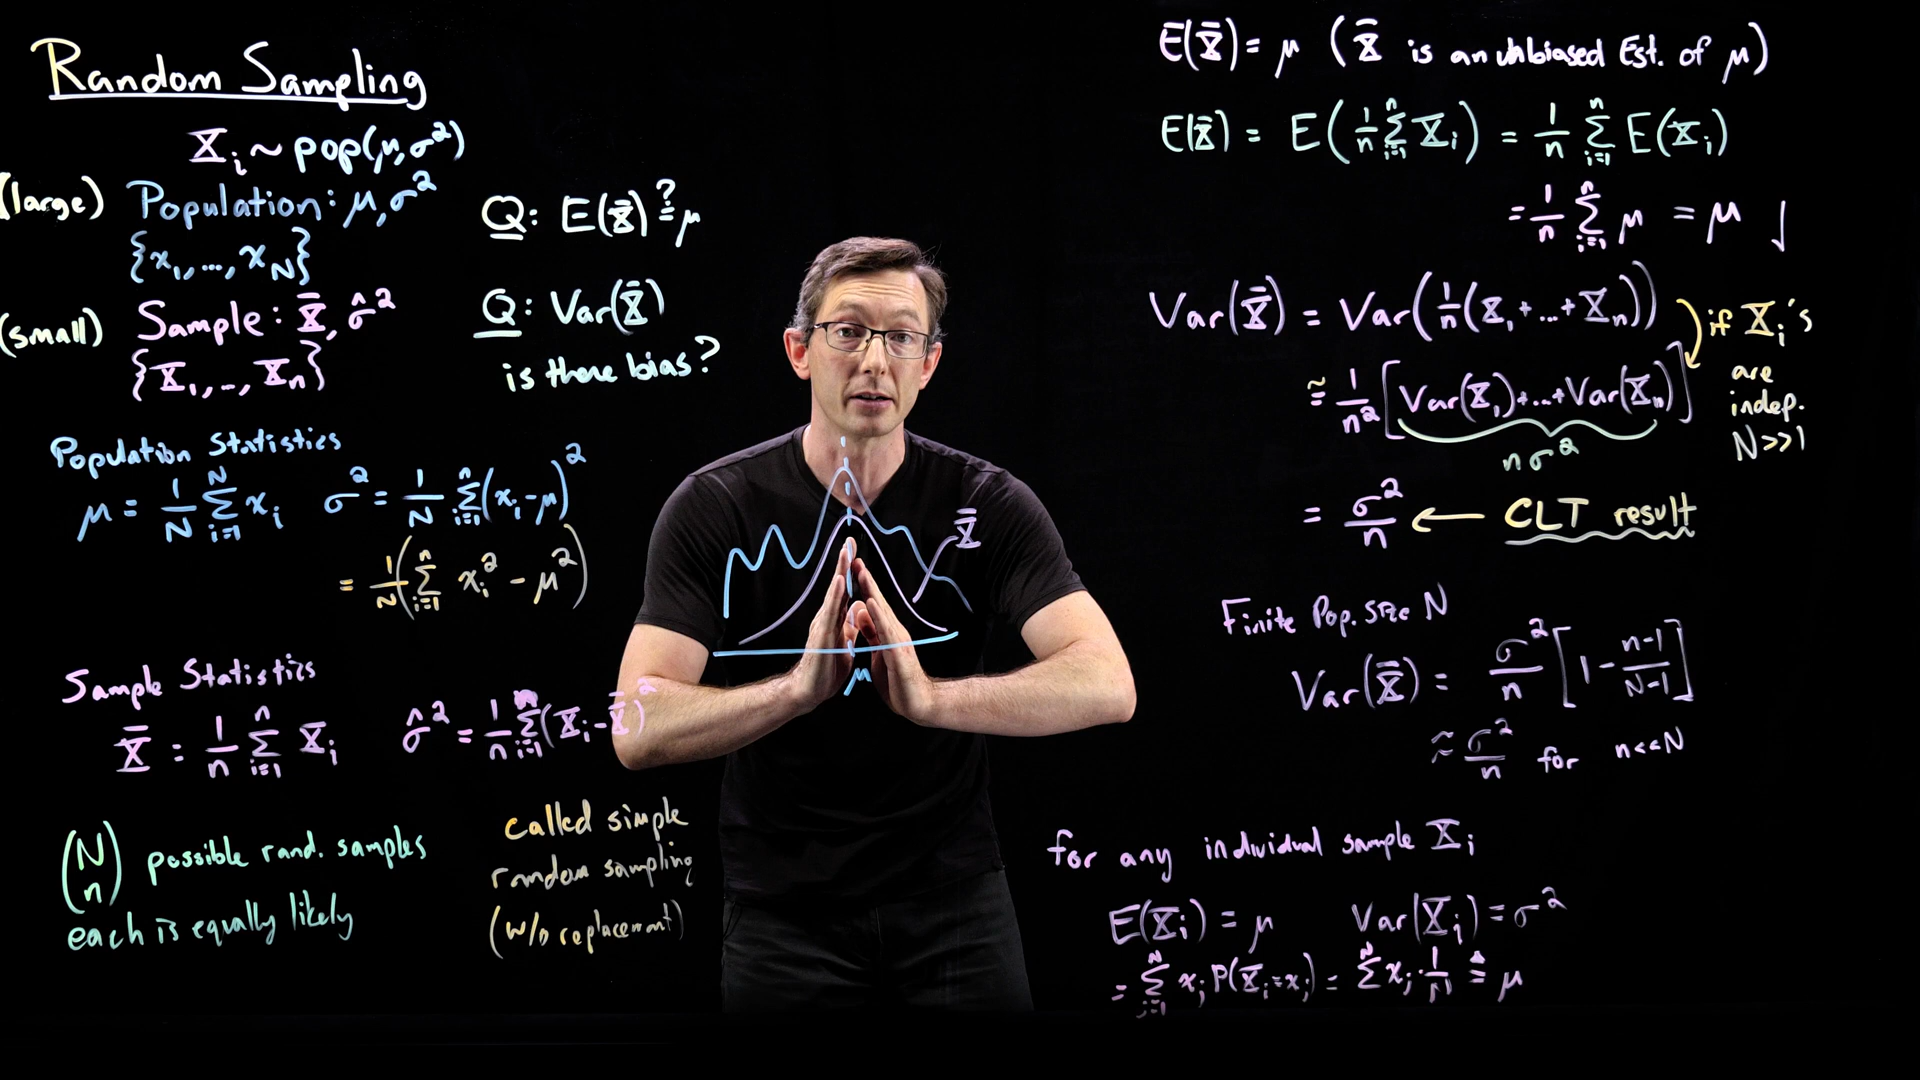 Random Sampling
X_i ~ pop(μ, σ²)
(large) Population: μ, σ²
{x_1, ..., x_N}
(small) Sample: X̄, σ̂²
{X_1, .., X_n}
Q: E(X̄) ≟ μ
Q: Var(X̄)
is there bias?
Population Statistics
μ = 1/N Σ_{i=1}^{N} x_i   σ² = 1/N Σ_{i=1}^{n} (x_i - μ)²
= 1/N (Σ_{i=1}^{n} x_i² - μ²)
Sample Statistics
X̄ = 1/n Σ_{i=1}^{n} X_i   σ̂² = 1/n Σ_{i=1}^{n} (X_i - X̄)²
(N n) possible rand. samples
each is equally likely
called simple
random sampling
(w/o replacement)
X̄
μ
E(X̄) = μ (X̄ is an unbiased Est. of μ)
E(X̄) = E(1/n Σ_{i=1}^{n} X_i) = 1/n Σ_{i=1}^{n} E(X_i)
= 1/n Σ_{i=1}^{n} μ = μ ↓
Var(X̄) = Var(1/n (X_1 + ... + X_n))
≈ 1/n² [Var(X_1) + ... + Var(X_n)]
nσ²
if X_i's
are
indep.
N>>1
= σ²/n ← CLT result
Finite Pop. size N
Var(X̄) = σ²/n [1 - (n-1)/(N-1)]
≈ σ²/n for n<<N
for any individual sample X_i
E(X_i) = μ   Var(X_i) = σ²
= Σ_{j=1}^{N} x_j P(X_i = x_j) = Σ^{N} x_j · 1/N ≜ μ